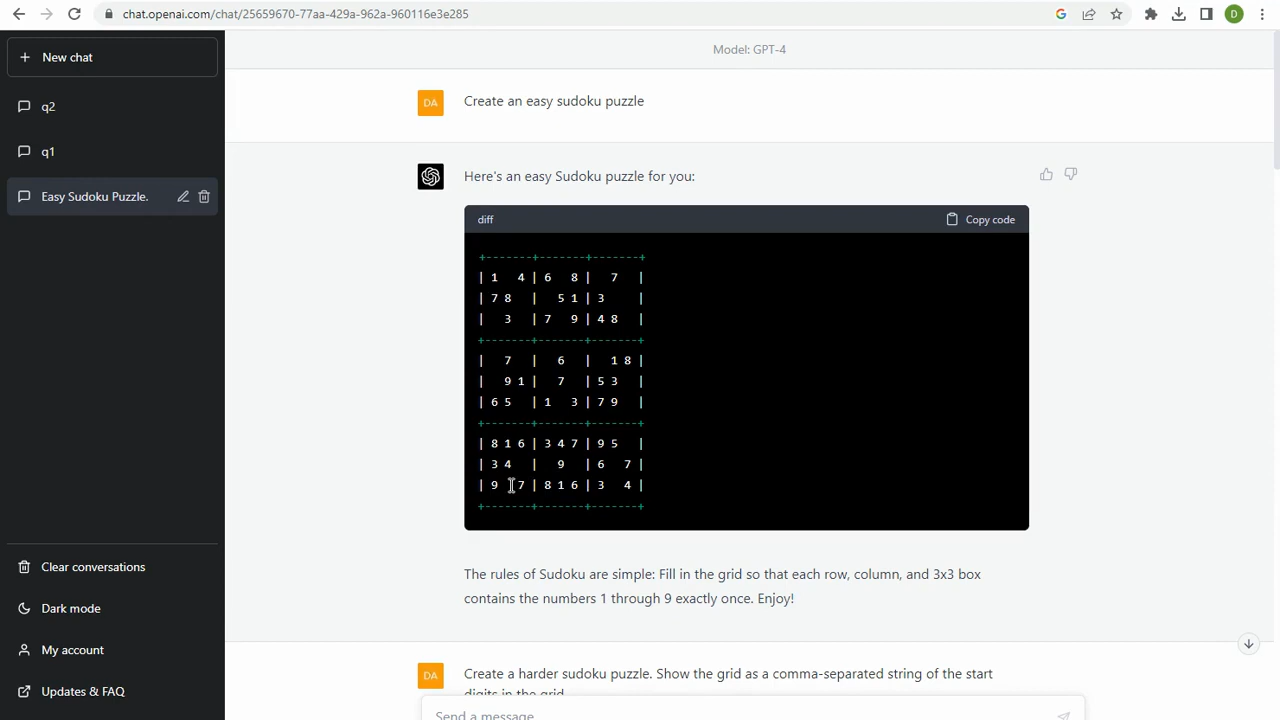 chat.openai.com/chat/25659670-77aa-429a-962a-960116e3e285
G
D
New chat
Model: GPT-4
q2
q1
Easy Sudoku Puzzle.
DA
Create an easy sudoku puzzle
Here's an easy Sudoku puzzle for you:
diff
Copy code
+-------+-------+-------+
| 1   4 | 6   8 |   7   |
| 7 8   |   5 1 | 3     |
|   3   | 7   9 | 4 8   |
+-------+-------+-------+
|   7   |   6   |   1 8 |
|   9 1 |   7   | 5 3   |
| 6 5   | 1   3 | 7 9   |
+-------+-------+-------+
| 8 1 6 | 3 4 7 | 9 5   |
| 3 4   |   9   | 6   7 |
| 9   7 | 8 1 6 | 3   4 |
+-------+-------+-------+
The rules of Sudoku are simple: Fill in the grid so that each row, column, and 3x3 box
contains the numbers 1 through 9 exactly once. Enjoy!
DA
Create a harder sudoku puzzle. Show the grid as a comma-separated string of the start
digits in the grid
Send a message
Clear conversations
Dark mode
My account
Updates & FAQ